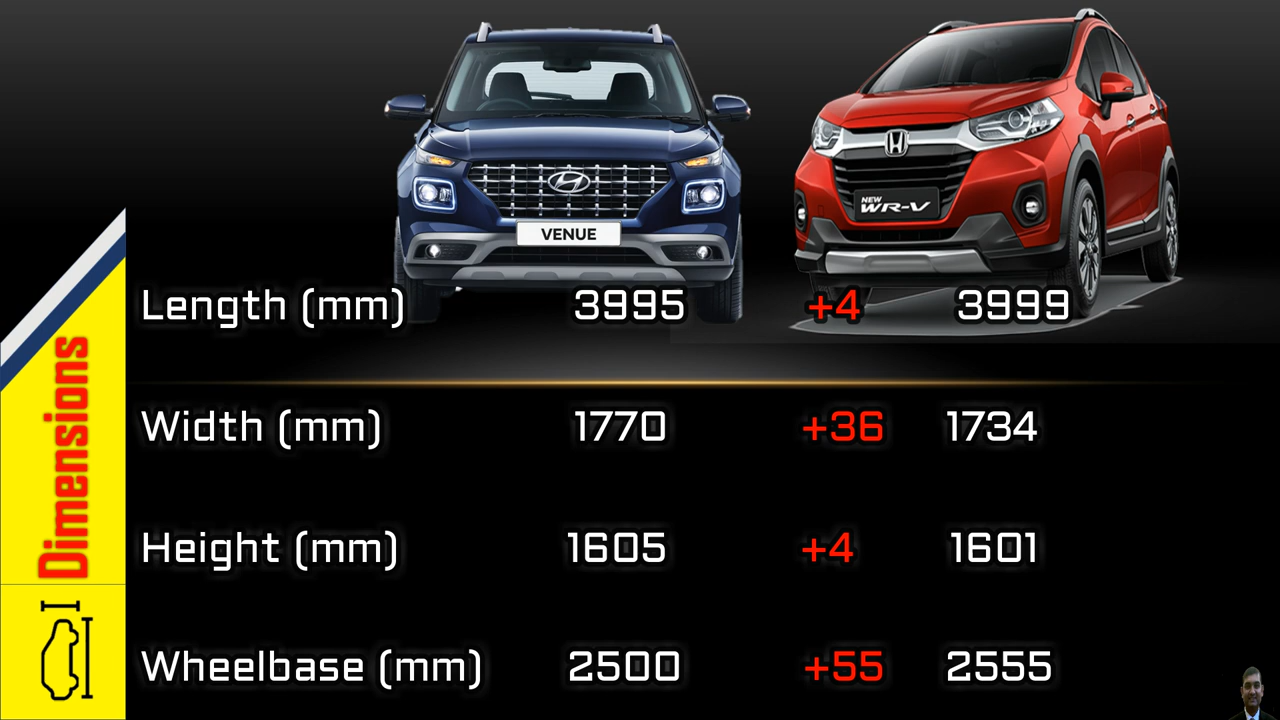 VENUE
NEW
WR-V
Dimensions
Length (mm) 3995 +4 3999
Width (mm) 1770 +36 1734
Height (mm) 1605 +4 1601
Wheelbase (mm) 2500 +55 2555